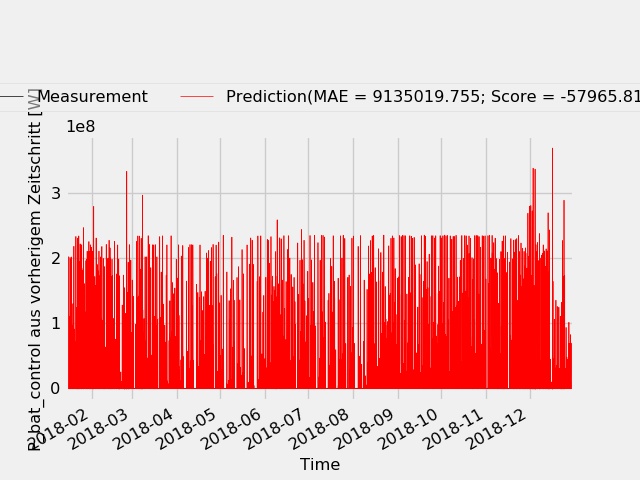 Measurement Prediction(MAE = 9135019.755; Score = -57965.81
1e8
P_bat_control aus vorherigem Zeitschritt [W]
3
2
1
0
2018-02 2018-03 2018-04 2018-05 2018-06 2018-07 2018-08 2018-09 2018-10 2018-11 2018-12
Time